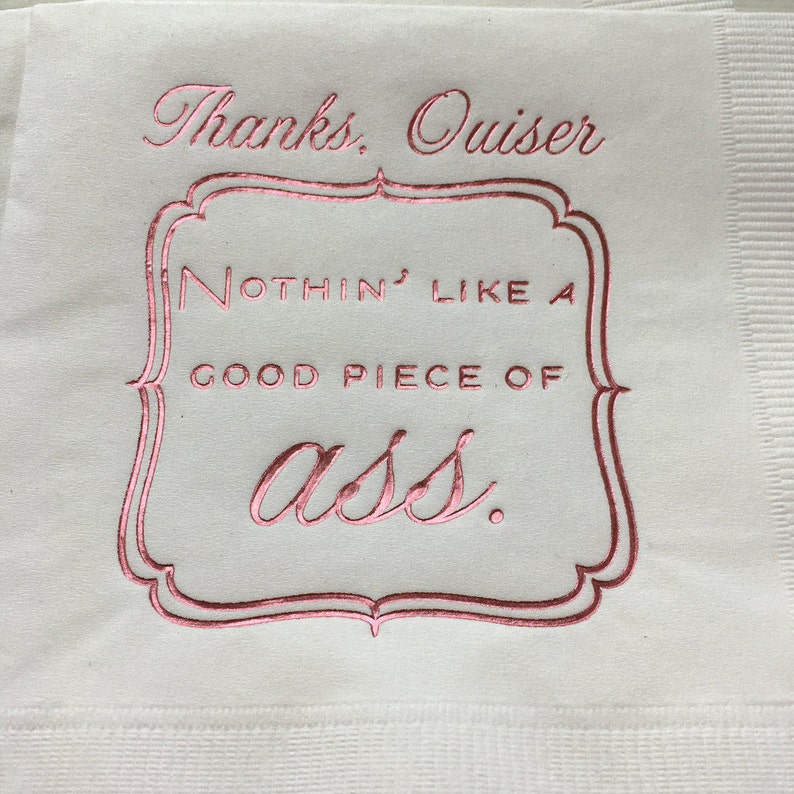 Thanks, Ouiser
Nothin' like a
good piece of
ass.